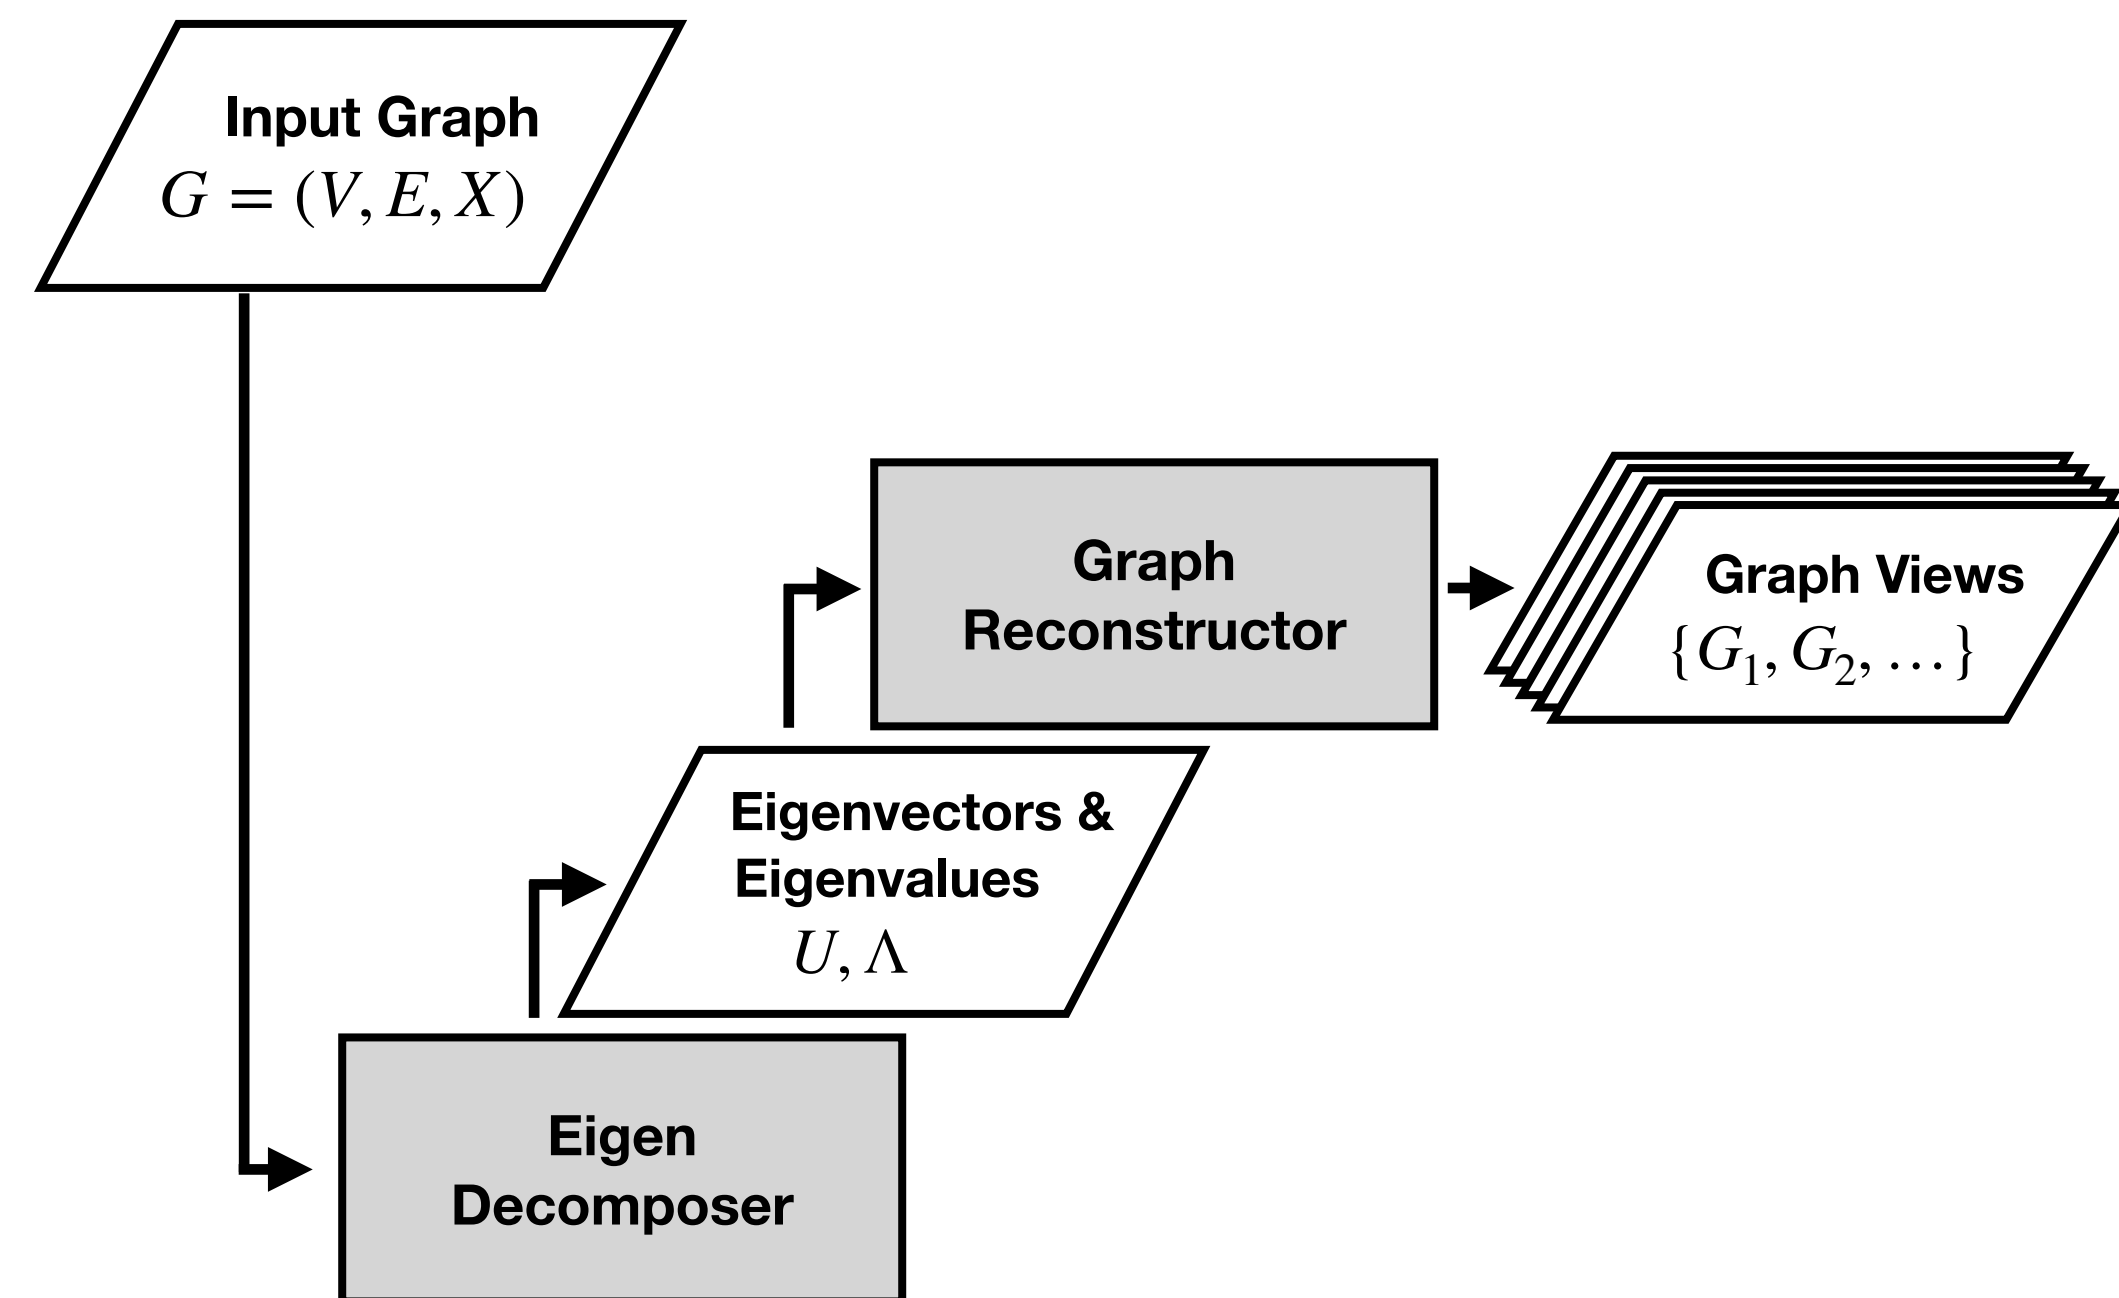 Input Graph
G = (V, E, X)
Graph
Reconstructor
Graph Views
{G₁, G₂, …}
Eigenvectors &
Eigenvalues
U, Λ
Eigen
Decomposer